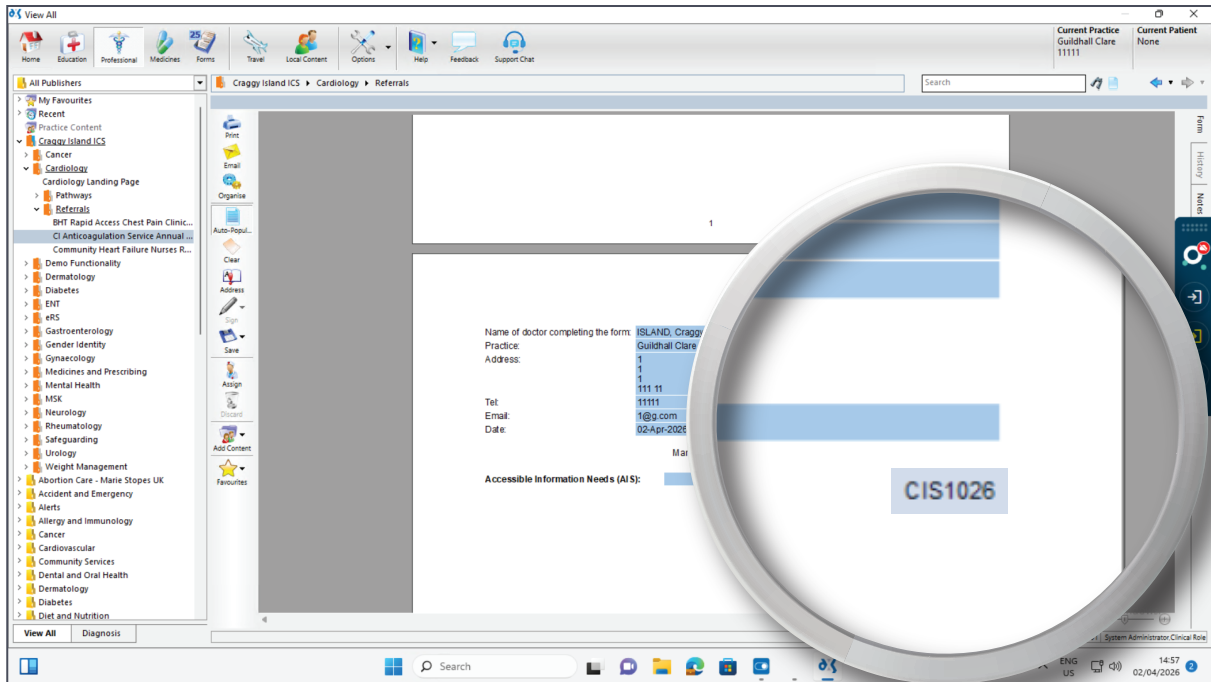 View All
Home
Education
Professional
Medicines
25
Forms
Travel
Local Content
Options
Help
Feedback
Support Chat
Current Practice
Guildhall Clare
11111
Current Patient
None
All Publishers
Craggy Island ICS
Cardiology
Referrals
Search
My Favourites
Recent
Practice Content
Craggy Island ICS
Cancer
Cardiology
Cardiology Landing Page
Pathways
Referrals
BHT Rapid Access Chest Pain Clinic...
CI Anticoagulation Service Annual ...
Community Heart Failure Nurses R...
Demo Functionality
Dermatology
Diabetes
ENT
eRS
Gastroenterology
Gender Identity
Gynaecology
Medicines and Prescribing
Mental Health
MSK
Neurology
Rheumatology
Safeguarding
Urology
Weight Management
Abortion Care - Marie Stopes UK
Accident and Emergency
Alerts
Allergy and Immunology
Cancer
Cardiovascular
Community Services
Dental and Oral Health
Dermatology
Diabetes
Diet and Nutrition
View All
Diagnosis
Print
Email
Organise
Auto-Popul...
Clear
Address
Sign
Save
Assign
Discard
Add Content
Favourites
1
Name of doctor completing the form: ISLAND, Craggy
Practice: Guildhall Clare
Address: 1
1
1
111 11
Tel: 11111
Email: 1@g.com
Date: 02-Apr-2026
Accessible Information Needs (AIS):
CIS1026
Form
History
Notes
System Administrator,Clinical Role
Search
ENG
US
14:57
02/04/2026
2